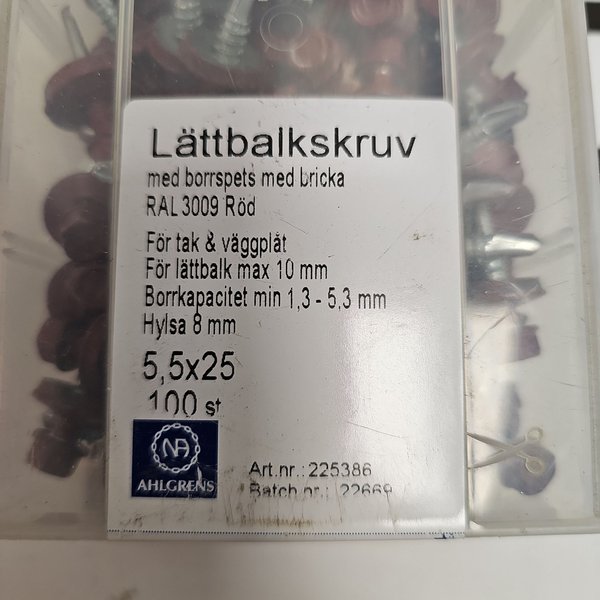 Lättbalkskruv
med borrspets med bricka
RAL 3009 Röd
För tak & väggplåt
För lättbalk max 10 mm
Borrkapacitet min 1,3 - 5,3 mm
Hylsa 8 mm
5,5x25
100 st
NA
AHLGRENS
Art.nr.: 225386
Batch nr.: 22669